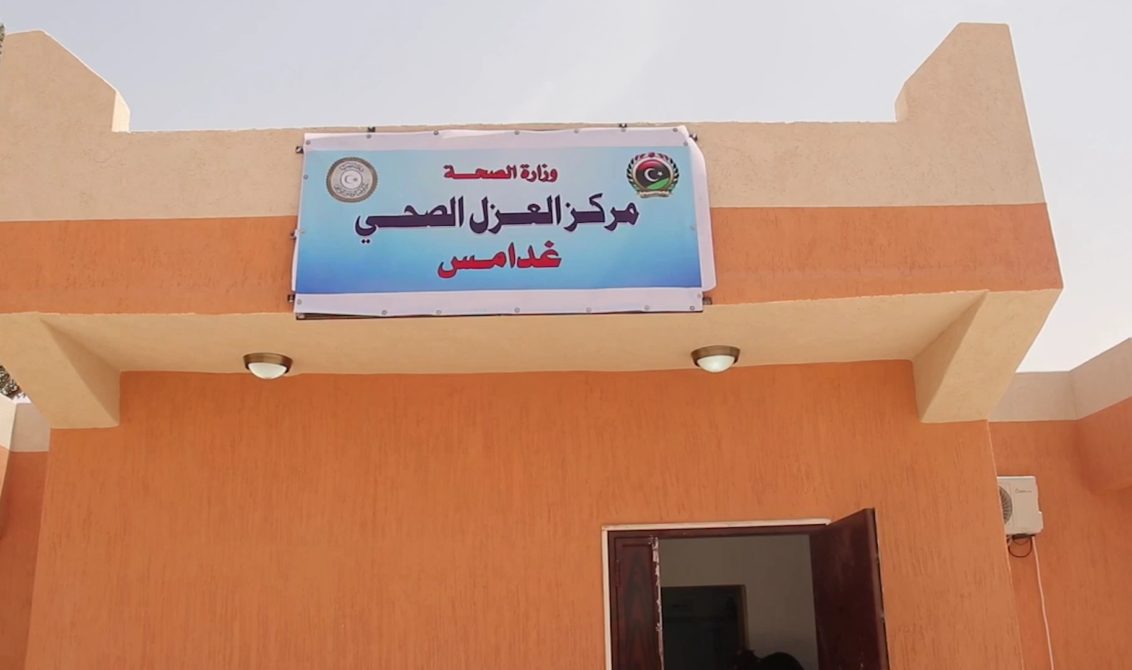 وزارة الصحة
مركز العزل الصحي
غدامس